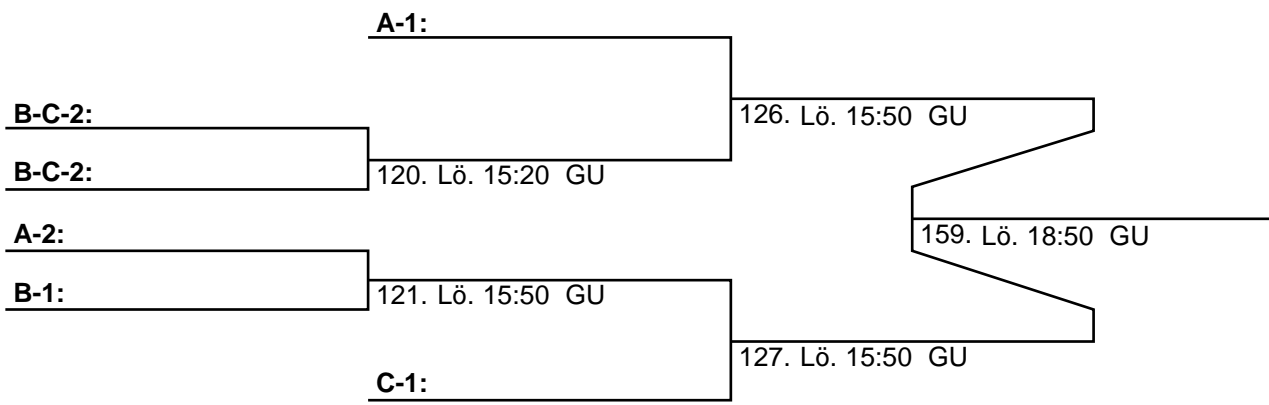 A-1:
B-C-2:
126. Lö. 15:50 GU
B-C-2:
120. Lö. 15:20 GU
A-2:
159. Lö. 18:50 GU
B-1:
121. Lö. 15:50 GU
127. Lö. 15:50 GU
C-1: